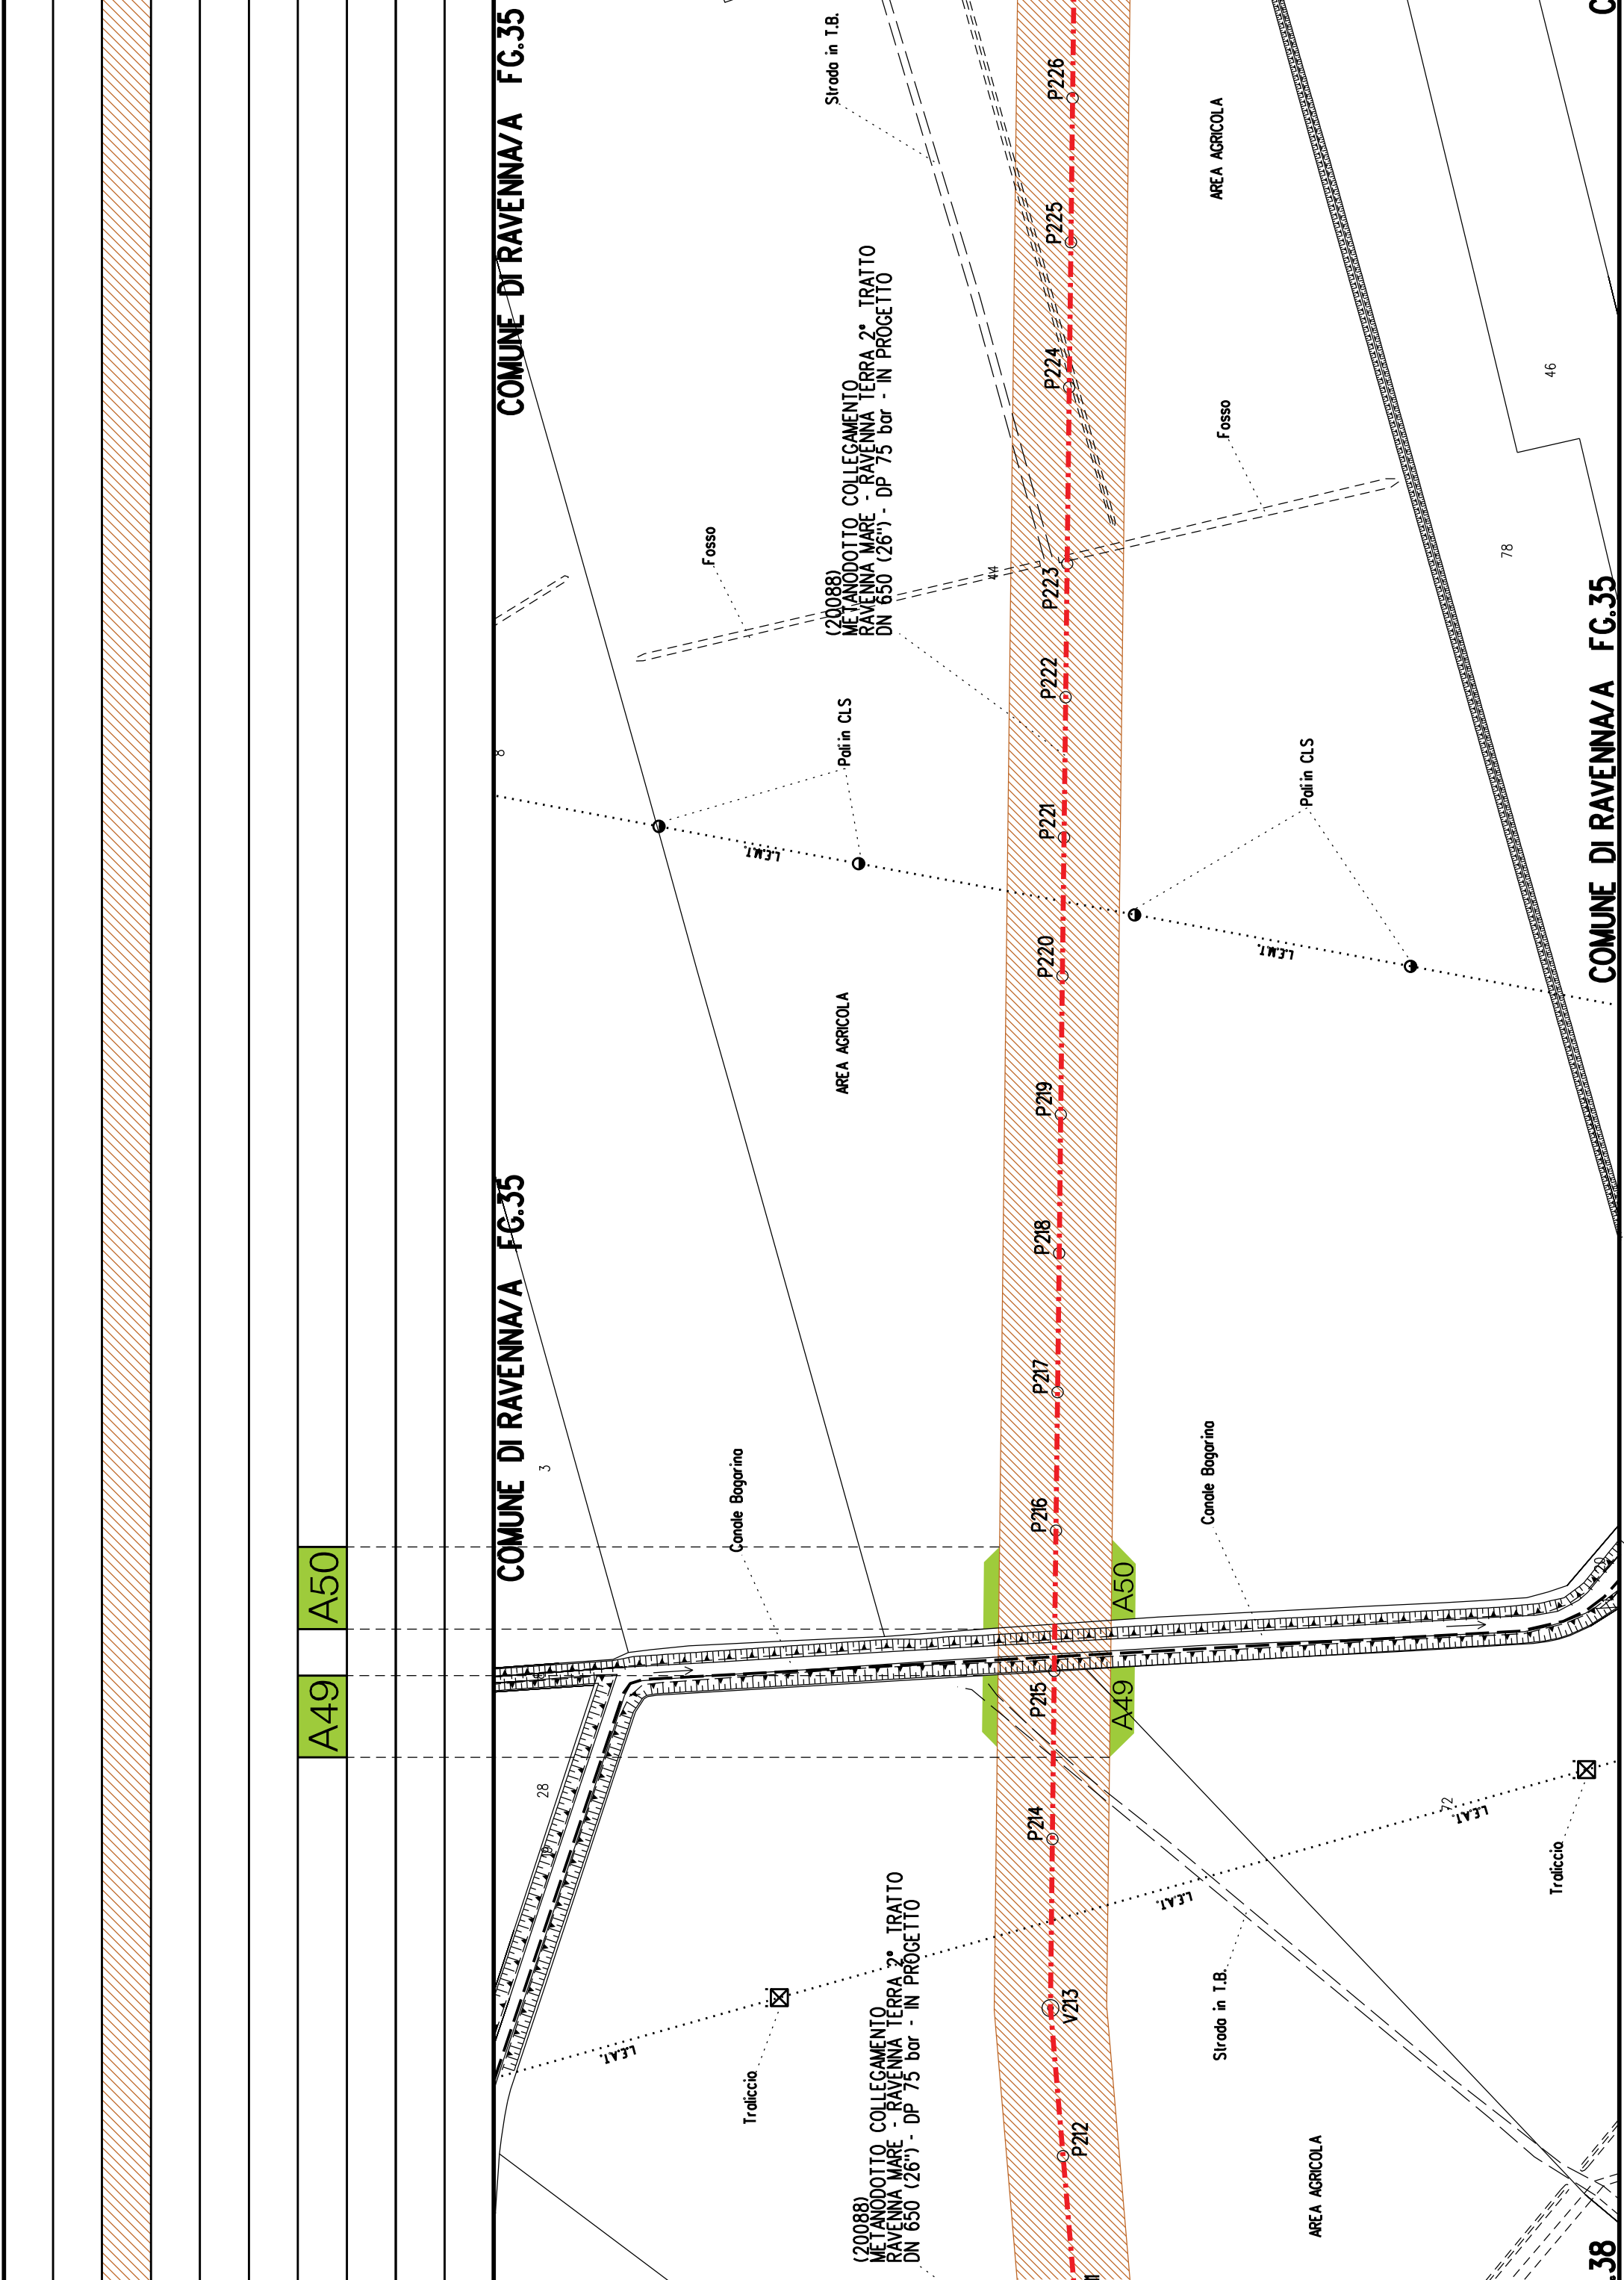 COMUNE DI RAVENNA/A FG.35
COMUNE DI RAVENNA/A FG.35
COMUNE DI RAVENNA/A FG.35
.38
A49
A50
A49
A50
(20088)
METANODOTTO COLLEGAMENTO
RAVENNA MARE - RAVENNA TERRA 2° TRATTO
DN 650 (26") - DP 75 bar - IN PROGETTO
(20088)
METANODOTTO COLLEGAMENTO
RAVENNA MARE - RAVENNA TERRA 2° TRATTO
DN 650 (26") - DP 75 bar - IN PROGETTO
P212
V213
P214
P215
P216
P217
P218
P219
P220
P221
P222
P223
P224
P225
P226
Strada in T.B.
Strada in T.B.
Fosso
Fosso
Pali in CLS
Pali in CLS
AREA AGRICOLA
AREA AGRICOLA
AREA AGRICOLA
Canale Bagarina
Canale Bagarina
Traliccio
Traliccio
L.E.M.T.
L.E.M.T.
L.E.A.T.
L.E.A.T.
L.E.A.T.
8
3
28
44
46
78
72